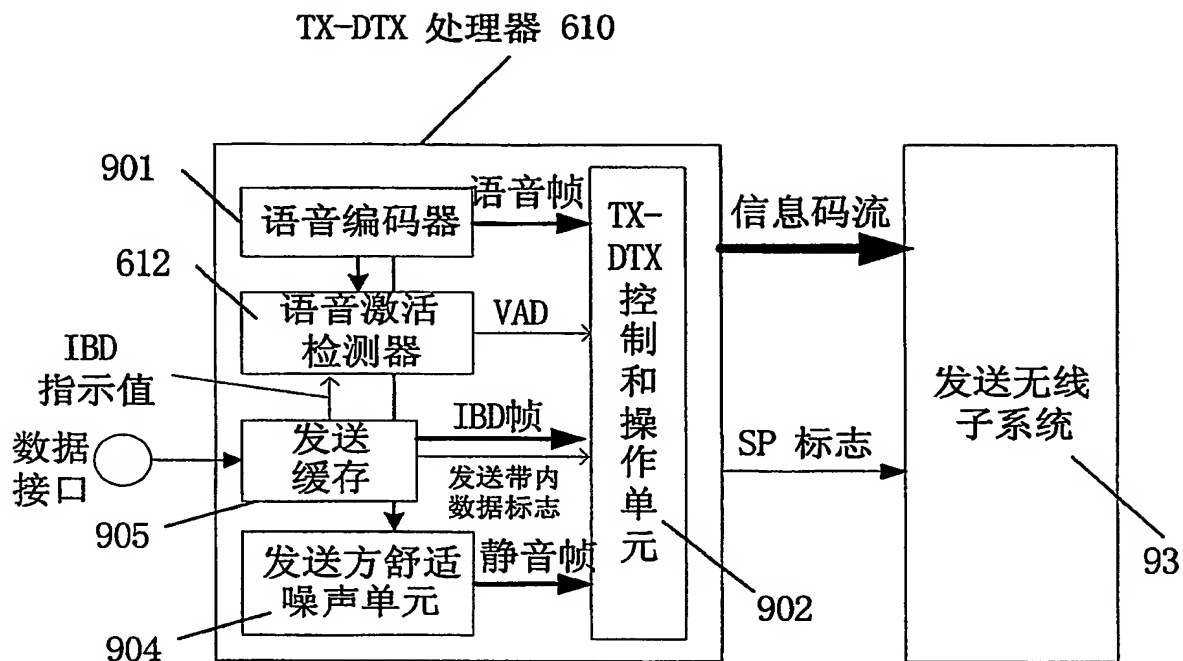 TX-DTX 处理器 610
901
语音编码器
语音帧
612
语音激活
检测器
VAD
IBD
指示值
数据
接口
发送
缓存
IBD帧
发送带内
数据标志
905
发送方舒适
噪声单元
静音帧
904
TX-
DTX
控
制
和
操
作
单
元
902
信息码流
SP 标志
发送无线
子系统
93